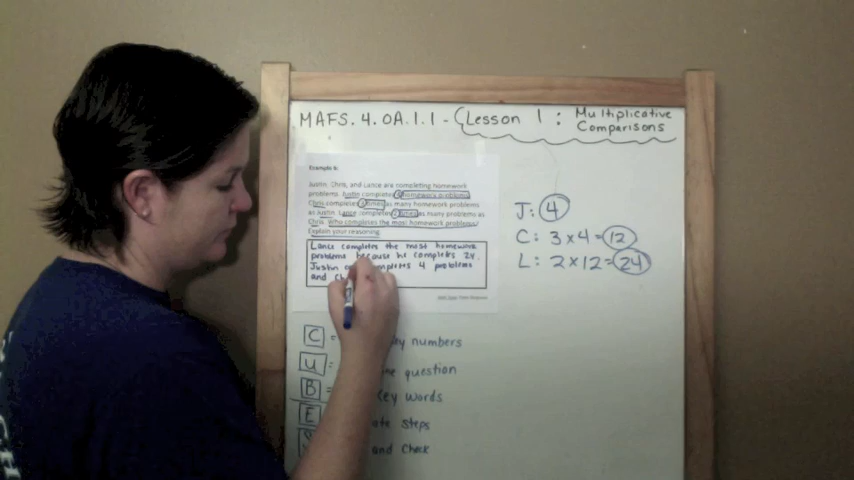 MAFS.4.OA.1.1 - Lesson 1 : Multiplicative
Comparisons
Example 6:
Justin, Chris, and Lance are completing homework
problems. Justin completes 4 homework problems.
Chris completes 3 times as many homework problems
as Justin. Lance completes 2 times as many problems as
Chris. Who completes the most homework problems?
Explain your reasoning.
Lance completes the most homework
problems because he completes 24.
Justin completes 4 problems
and Ch
J: 4
C: 3 x 4 = 12
L: 2 x 12 = 24
C = key numbers
U = question
B = key words
E steps
and check